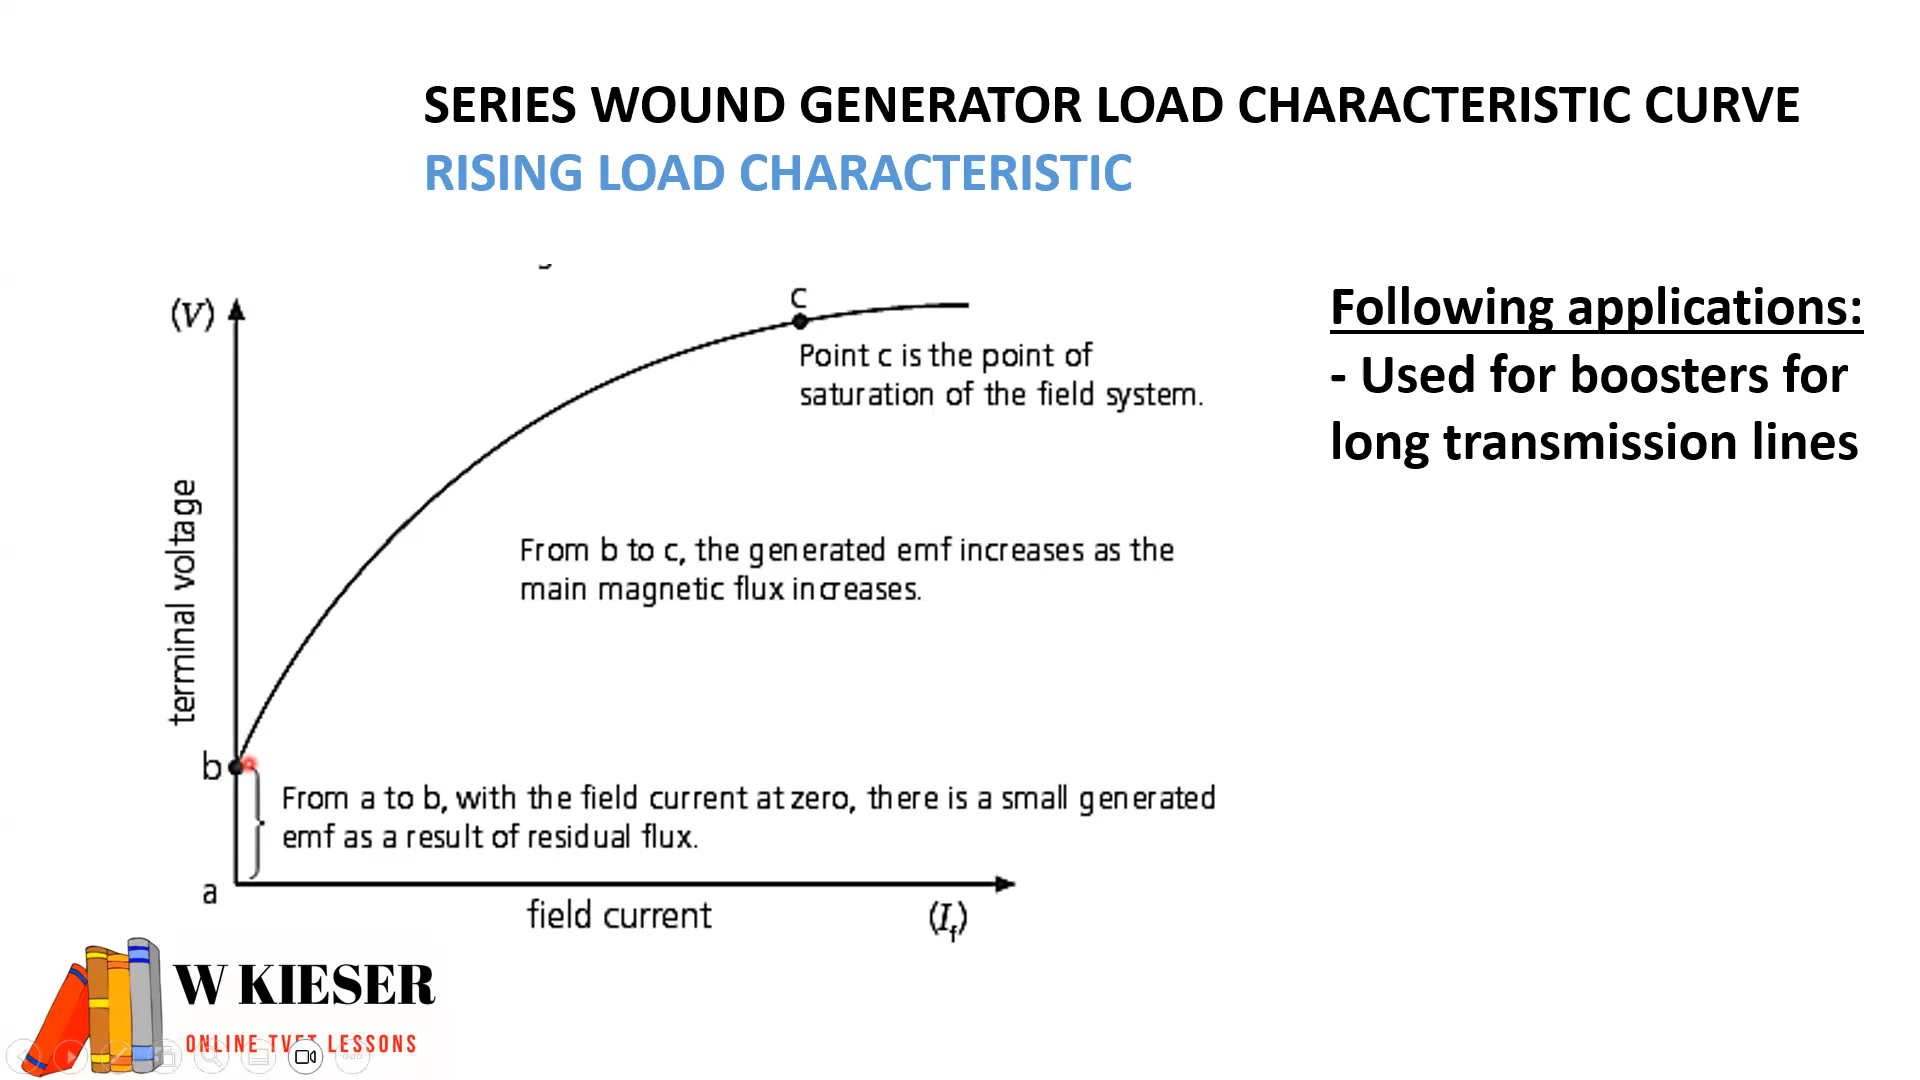 SERIES WOUND GENERATOR LOAD CHARACTERISTIC CURVE
RISING LOAD CHARACTERISTIC
(V)
c
Point c is the point of
saturation of the field system.
Following applications:
- Used for boosters for
long transmission lines
terminal voltage
From b to c, the generated emf increases as the
main magnetic flux increases.
b
From a to b, with the field current at zero, there is a small generated
emf as a result of residual flux.
a
field current
(If)
W KIESER
ONLINE TVET LESSONS